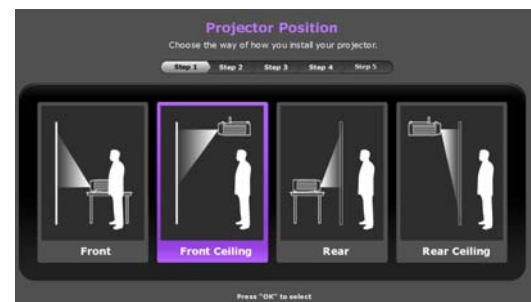 Projector Position
Choose the way of how you install your projector.
Step 1 Step 2 Step 3 Step 4 Step 5
Front Front Ceiling Rear Rear Ceiling
Press "OK" to select